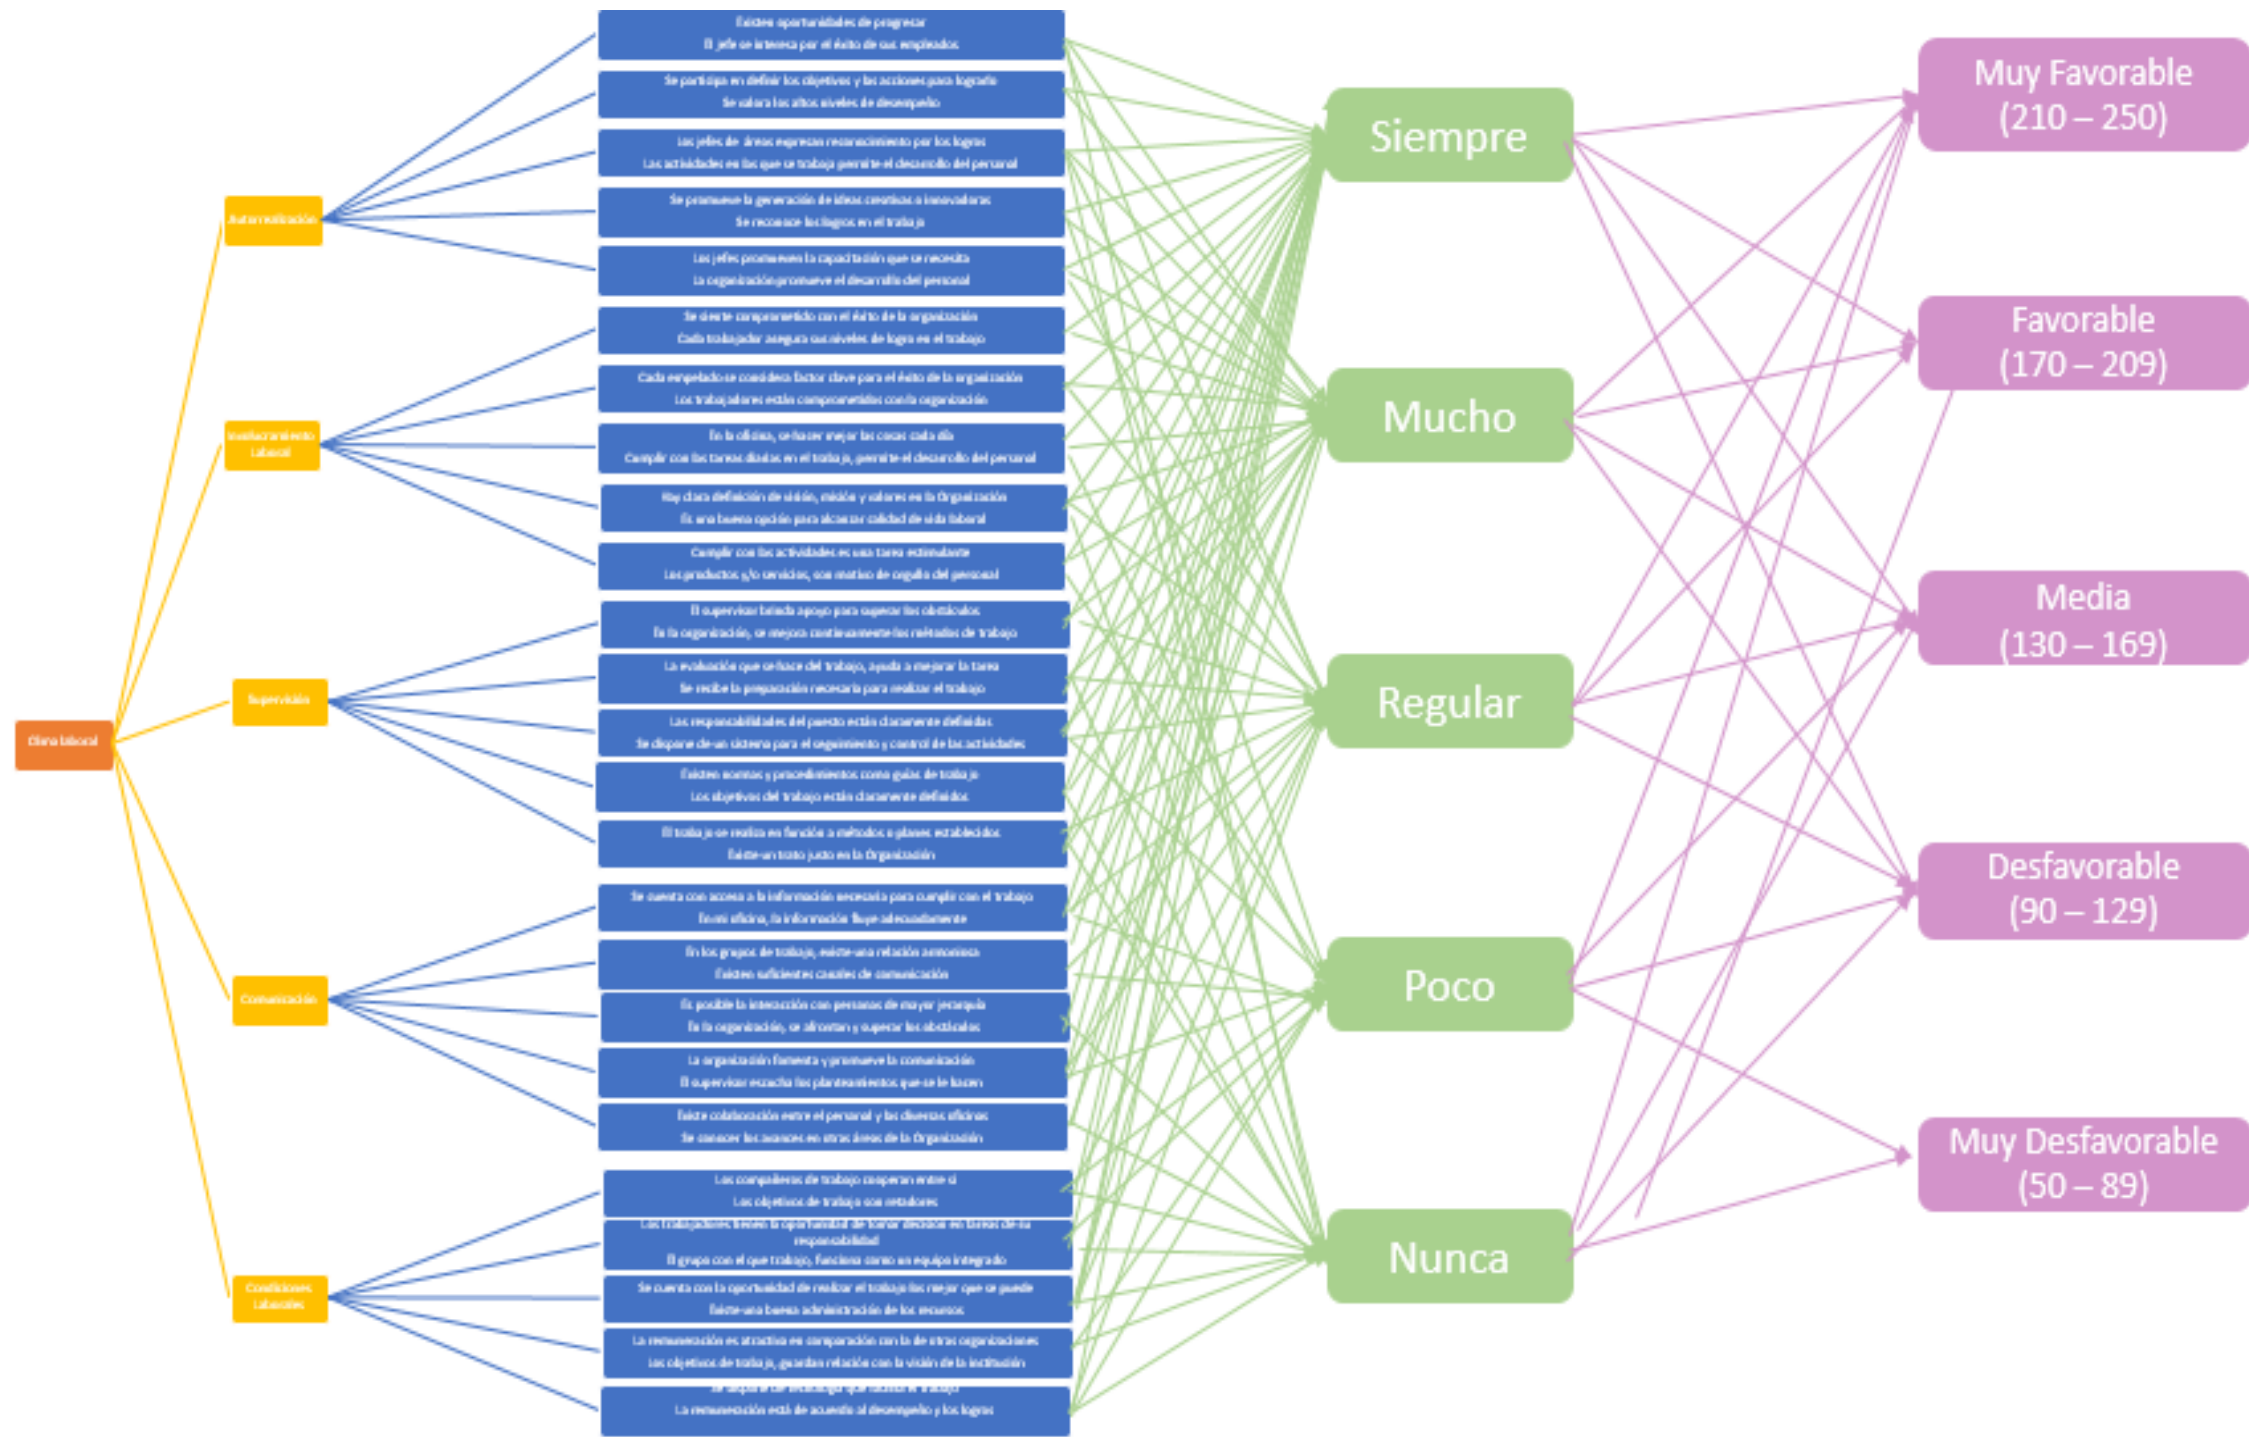 Clima laboral
Autorrealización
Involucramiento
Laboral
Supervisión
Comunicación
Condiciones
Laborales
Existen oportunidades de progresar
El jefe se interesa por el éxito de sus empleados
Se participa en definir los objetivos y las acciones para lograrlo
Se valora los altos niveles de desempeño
Los jefes de áreas expresan reconocimiento por los logros
Las actividades en las que se trabaja permite el desarrollo del personal
Se promueve la generación de ideas creativas o innovadoras
Se reconoce los logros en el trabajo
Los jefes promueven la capacitación que se necesita
La organización promueve el desarrollo del personal
Se siente comprometido con el éxito de la organización
Cada trabajador asegura sus niveles de logro en el trabajo
Cada empelado se considera factor clave para el éxito de la organización
Los trabajadores están comprometidos con la organización
En la oficina, se hacer mejor las cosas cada día
Cumplir con las tareas diarias en el trabajo, permite el desarrollo del personal
Hay clara definición de visión, misión y valores en la Organización
Es una buena opción para alcanzar calidad de vida laboral
Cumplir con las actividades es una tarea estimulante
Los productos y/o servicios, son motivo de orgullo del personal
El supervisor brinda apoyo para superar los obstáculos
En la organización, se mejora continuamente los métodos de trabajo
La evaluación que se hace del trabajo, ayuda a mejorar la tarea
Se recibe la preparación necesaria para realizar el trabajo
Las responsabilidades del puesto están claramente definidas
Se dispone de un sistema para el seguimiento y control de las actividades
Existen normas y procedimientos como guías de trabajo
Los objetivos del trabajo están claramente definidos
El trabajo se realiza en función a métodos o planes establecidos
Existe un trato justo en la Organización
Se cuenta con acceso a la información necesaria para cumplir con el trabajo
En mi oficina, la información fluye adecuadamente
En los grupos de trabajo, existe una relación armoniosa
Existen suficientes canales de comunicación
Es posible la interacción con personas de mayor jerarquía
En la organización, se afrontan y superar los obstáculos
La organización fomenta y promueve la comunicación
El supervisor escucha los planteamientos que se le hacen
Existe colaboración entre el personal y las diversas oficinas
Se conocer los avances en otras áreas de la Organización
Los compañeros de trabajo cooperan entre sí
Los objetivos de trabajo son retadores
Los trabajadores tienen la oportunidad de tomar decisión en tareas de su
responsabilidad
El grupo con el que trabajo, funciona como un equipo integrado
Se cuenta con la oportunidad de realizar el trabajo los mejor que se puede
Existe una buena administración de los recursos
La remuneración es atractiva en comparación con la de otras organizaciones
Los objetivos de trabajo, guardan relación con la visión de la institución
Se dispone de tecnología que facilita el trabajo
La remuneración está de acuerdo al desempeño y los logros
Siempre
Mucho
Regular
Poco
Nunca
Muy Favorable
(210 – 250)
Favorable
(170 – 209)
Media
(130 – 169)
Desfavorable
(90 – 129)
Muy Desfavorable
(50 – 89)